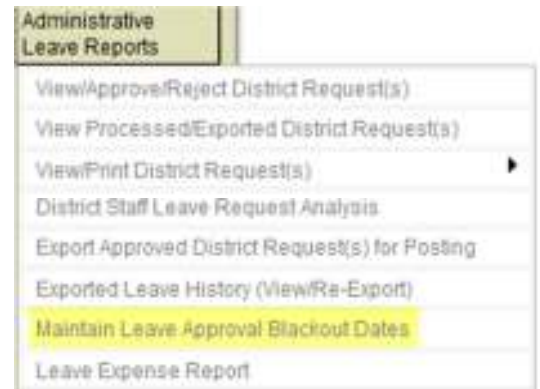 Administrative
Leave Reports
View/Approve/Reject District Request(s)
View Processed/Exported District Request(s)
View/Print District Request(s)
District Staff Leave Request Analysis
Export Approved District Request(s) for Posting
Exported Leave History (View/Re-Export)
Maintain Leave Approval Blackout Dates
Leave Expense Report